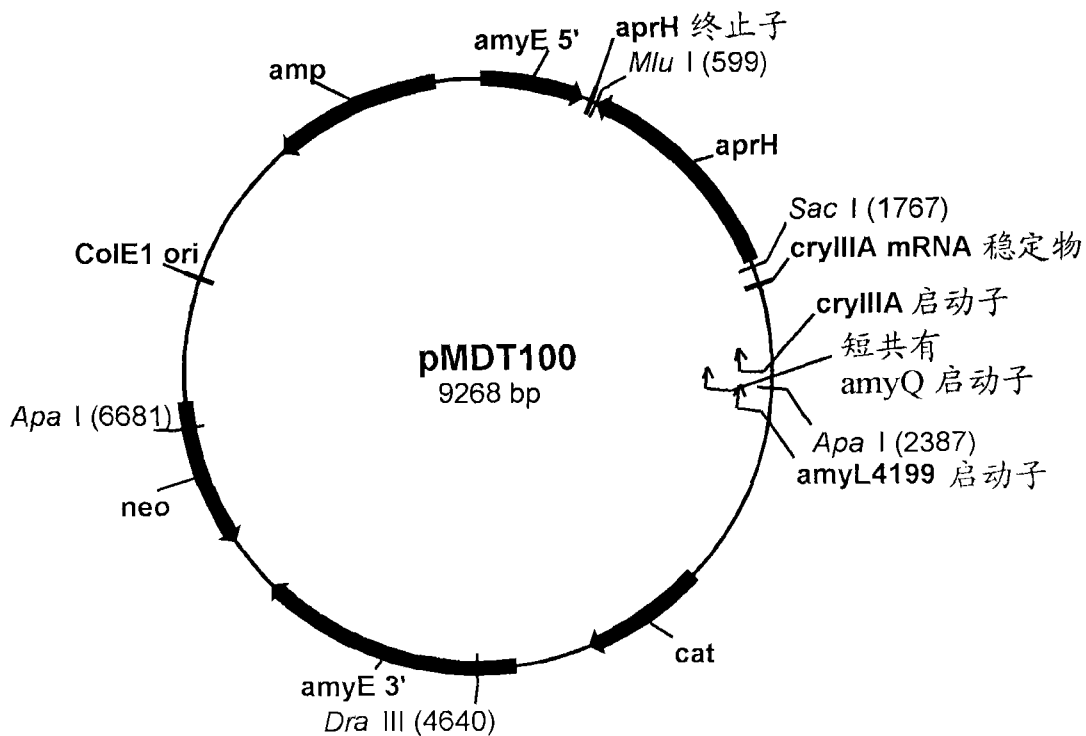 amyE 5'
aprH 终止子
Mlu I (599)
amp
aprH
Sac I (1767)
cryIIIA mRNA 稳定物
ColE1 ori
cryIIIA 启动子
短共有
amyQ 启动子
pMDT100
9268 bp
Apa I (6681)
Apa I (2387)
amyL4199 启动子
neo
cat
amyE 3'
Dra III (4640)